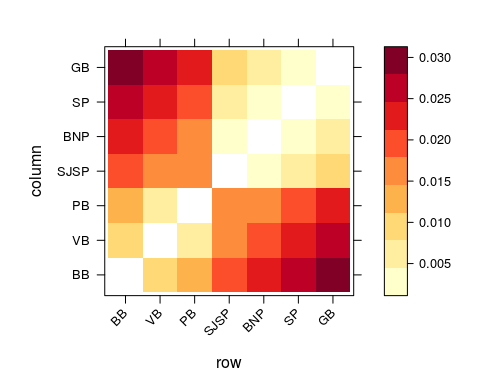 GB
SP
BNP
SJSP
PB
VB
BB
column
BB VB PB SJSP BNP SP GB
row
0.030
0.025
0.020
0.015
0.010
0.005